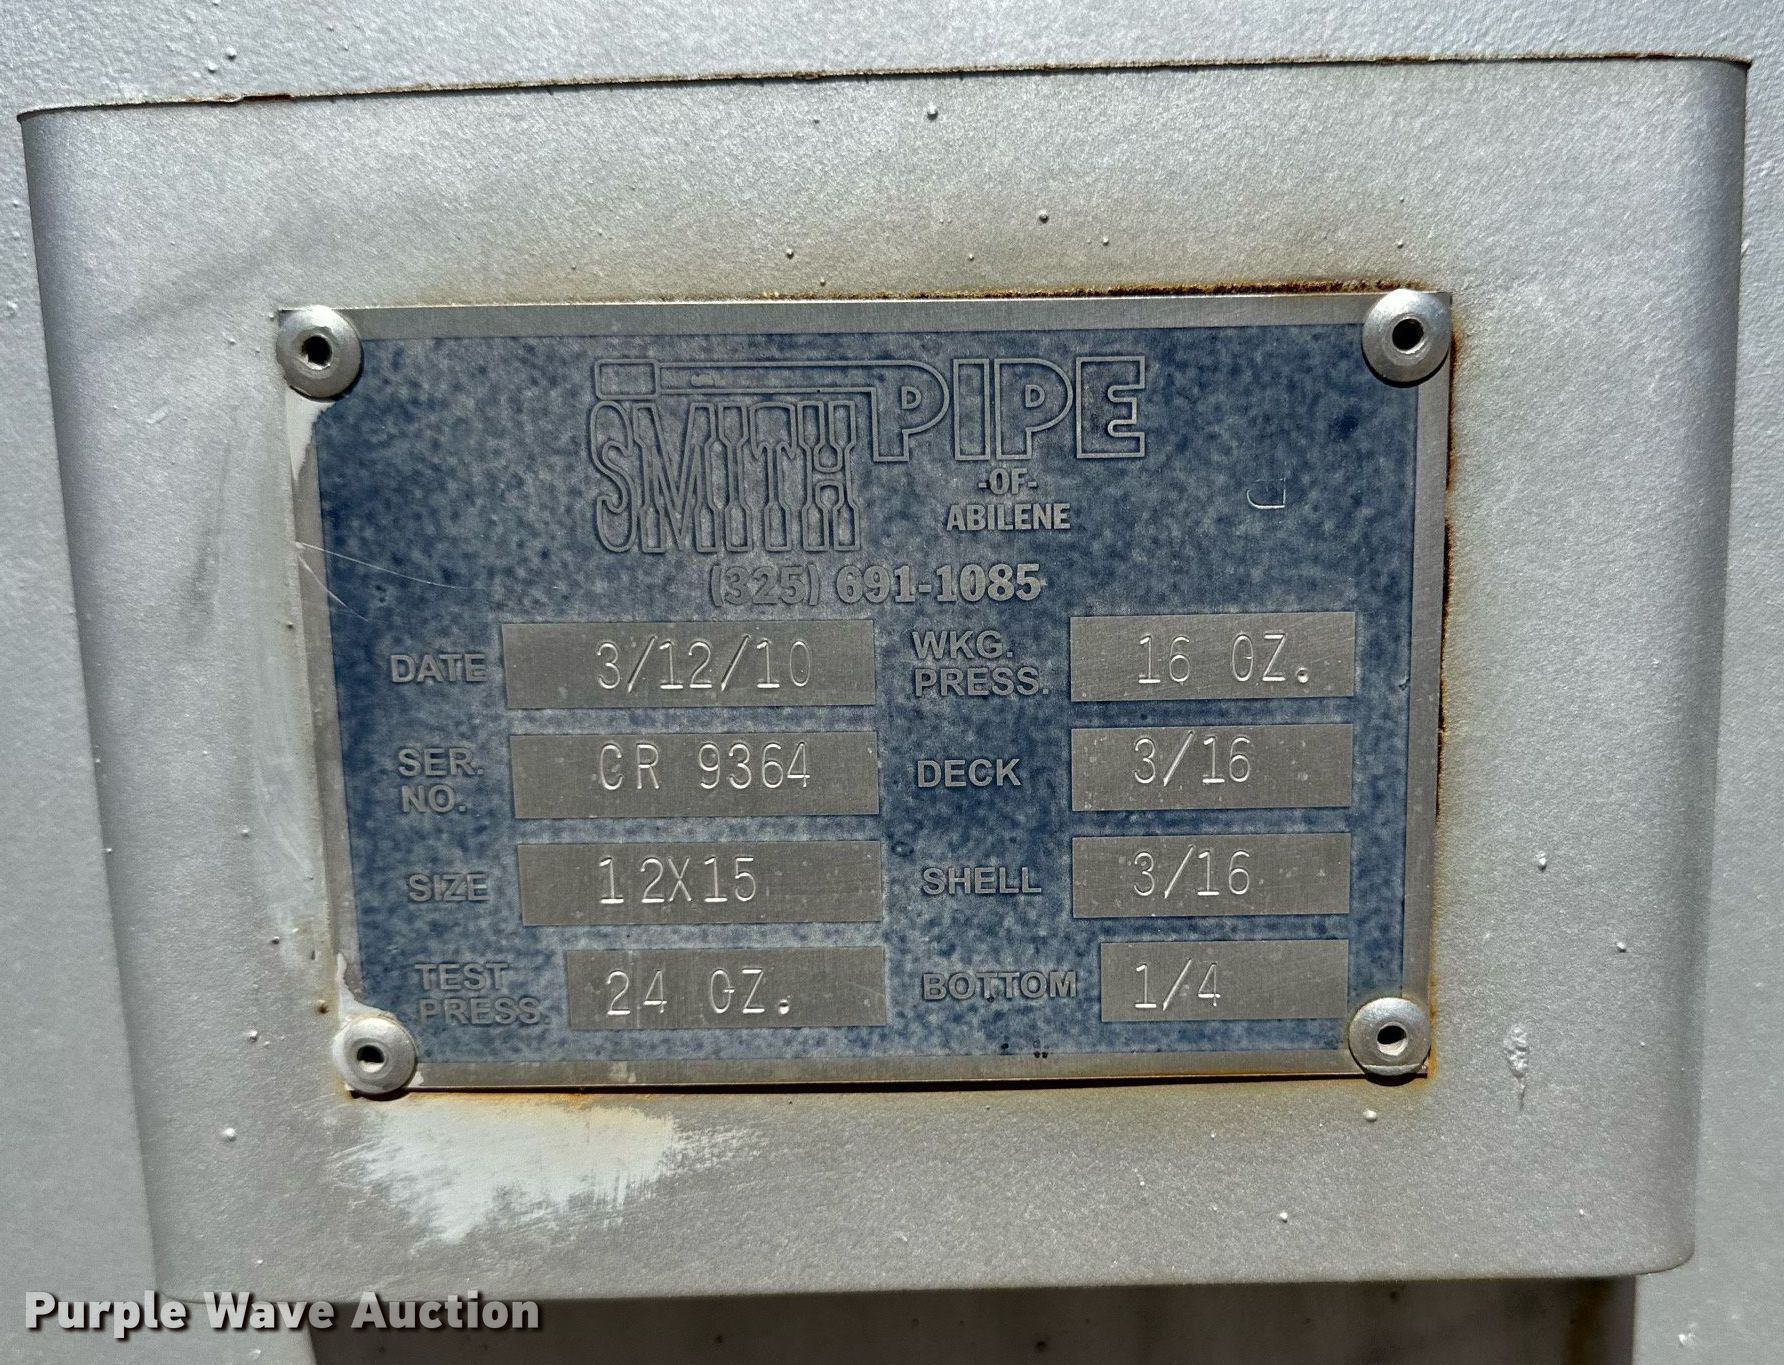 SMITH PIPE
-OF-
ABILENE
(325) 691-1085
DATE 3/12/10
WKG. PRESS. 16 OZ.
SER. NO. CR 9364
DECK 3/16
SIZE 12X15
SHELL 3/16
TEST PRESS 24 OZ.
BOTTOM 1/4
Purple Wave Auction